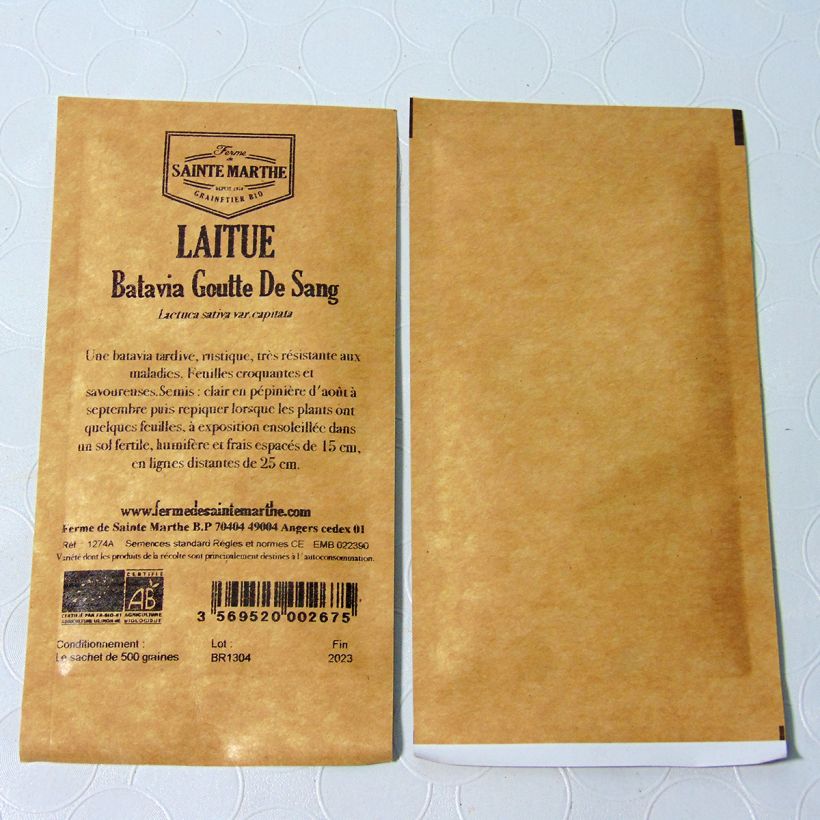 Ferme
de
SAINTE MARTHE
DEPUIS 1974
GRAINETIER BIO
LAITUE
Batavia Goutte De Sang
Lactuca sativa var. capitata
Une batavia tardive, rustique, très résistante aux
maladies. Feuilles croquantes et
savoureuses.Semis : clair en pépinière d'août à
septembre puis repiquer lorsque les plants ont
quelques feuilles, à exposition ensoleillée dans
un sol fertile, humifère et frais espacés de 15 cm,
en lignes distantes de 25 cm.
www.fermedesaintemarthe.com
Ferme de Sainte Marthe B.P 70404 49004 Angers cedex 01
Réf : 1274A Semences standard Règles et normes CE EMB 022390
Variété dont les produits de la récolte sont principalement destinés à l'autoconsommation.
CERTIFIÉ
AB
CERTIFIÉ PAR FR-BIO-01 AGRICULTURE
BIOLOGIQUE
3 569520 002675
Conditionnement : Lot : Fin
Le sachet de 500 graines BR1304 2023